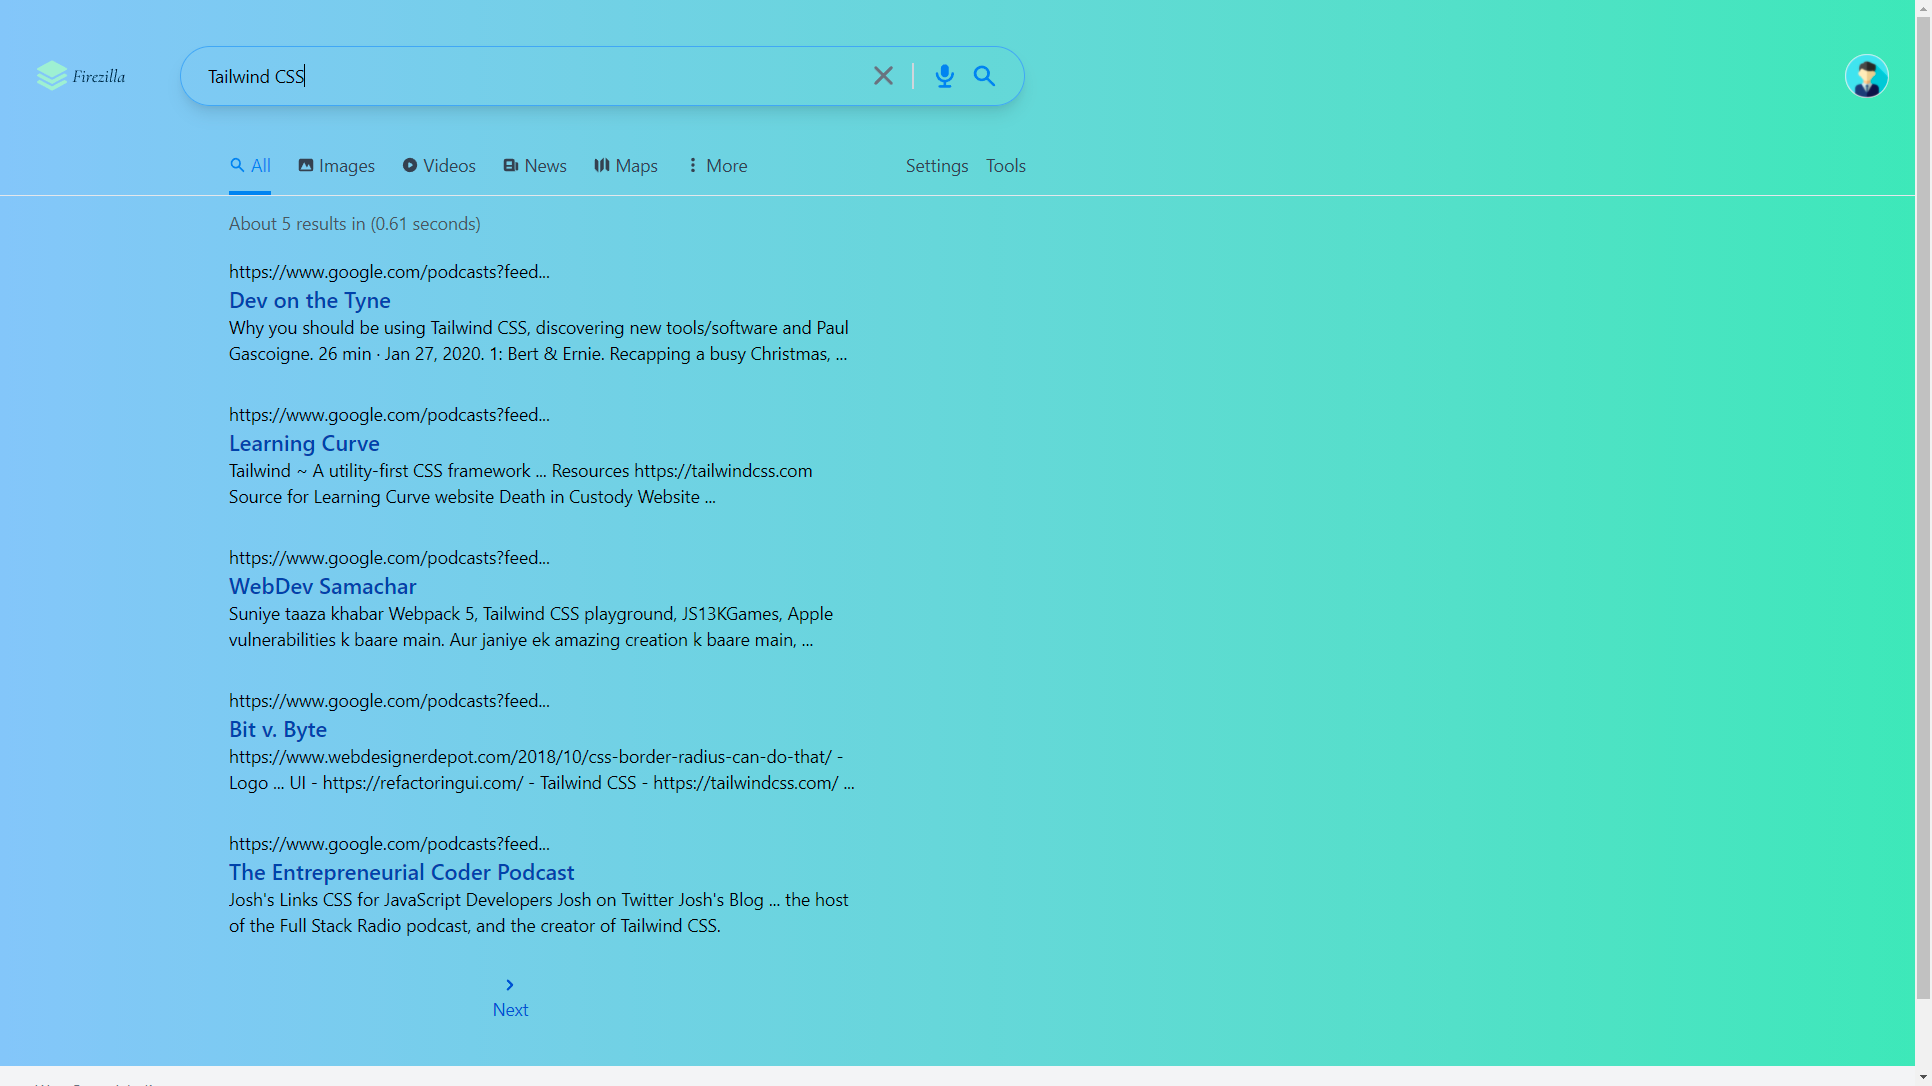 Firezilla
Tailwind CSS
All Images Videos News Maps More Settings Tools
About 5 results in (0.61 seconds)
https://www.google.com/podcasts?feed...
Dev on the Tyne
Why you should be using Tailwind CSS, discovering new tools/software and Paul
Gascoigne. 26 min · Jan 27, 2020. 1: Bert & Ernie. Recapping a busy Christmas, ...
https://www.google.com/podcasts?feed...
Learning Curve
Tailwind ~ A utility-first CSS framework ... Resources https://tailwindcss.com
Source for Learning Curve website Death in Custody Website ...
https://www.google.com/podcasts?feed...
WebDev Samachar
Suniye taaza khabar Webpack 5, Tailwind CSS playground, JS13KGames, Apple
vulnerabilities k baare main. Aur janiye ek amazing creation k baare main, ...
https://www.google.com/podcasts?feed...
Bit v. Byte
https://www.webdesignerdepot.com/2018/10/css-border-radius-can-do-that/ -
Logo ... UI - https://refactoringui.com/ - Tailwind CSS - https://tailwindcss.com/ ...
https://www.google.com/podcasts?feed...
The Entrepreneurial Coder Podcast
Josh's Links CSS for JavaScript Developers Josh on Twitter Josh's Blog ... the host
of the Full Stack Radio podcast, and the creator of Tailwind CSS.
Next